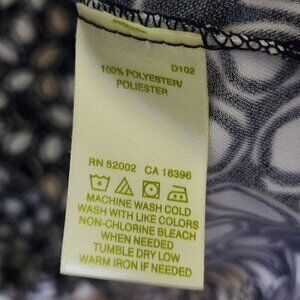 D102
100% POLYESTER/
POLIESTER
RN 52002 CA 16396
MACHINE WASH COLD
WASH WITH LIKE COLORS
NON-CHLORINE BLEACH
WHEN NEEDED
TUMBLE DRY LOW
WARM IRON IF NEEDED